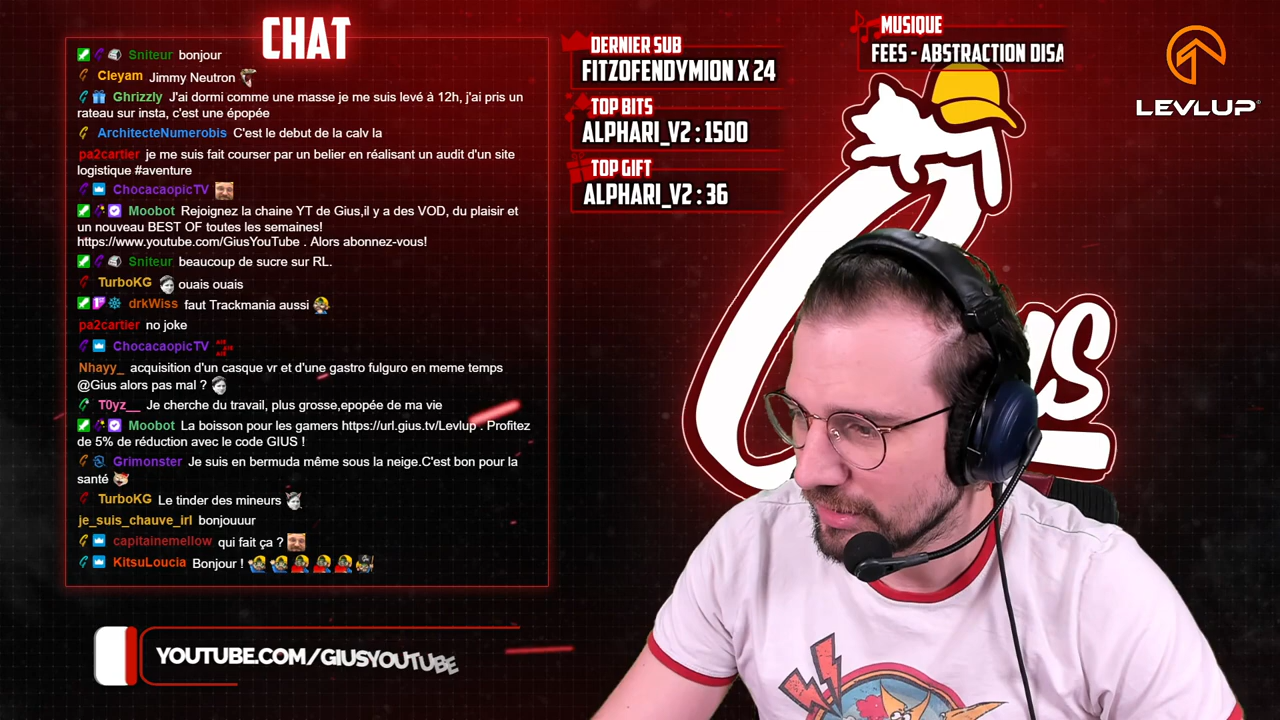 CHAT
Sniteur bonjour
Cleyam Jimmy Neutron
Ghrizzly J'ai dormi comme une masse je me suis levé à 12h, j'ai pris un
rateau sur insta, c'est une épopée
ArchitecteNumerobis C'est le debut de la calv la
pa2cartier je me suis fait courser par un belier en réalisant un audit d'un site
logistique #aventure
ChocacaopicTV
Moobot Rejoignez la chaine YT de Gius,il y a des VOD, du plaisir et
un nouveau BEST OF toutes les semaines!
https://www.youtube.com/GiusYouTube . Alors abonnez-vous!
Sniteur beaucoup de sucre sur RL.
TurboKG ouais ouais
drkWiss faut Trackmania aussi
pa2cartier no joke
ChocacaopicTV
Nhayy_ acquisition d'un casque vr et d'une gastro fulguro en meme temps
@Gius alors pas mal ?
T0yz__ Je cherche du travail, plus grosse,epopée de ma vie
Moobot La boisson pour les gamers https://url.gius.tv/Levlup . Profitez
de 5% de réduction avec le code GIUS !
Grimonster Je suis en bermuda même sous la neige.C'est bon pour la
santé
TurboKG Le tinder des mineurs
je_suis_chauve_irl bonjouuur
capitainemellow qui fait ça ?
KitsuLoucia Bonjour !
YOUTUBE.COM/GIUSYOUTUBE
DERNIER SUB
FITZOFENDYMION X 24
TOP BITS
ALPHARI_V2 : 1500
TOP GIFT
ALPHARI_V2 : 36
MUSIQUE
FEES - ABSTRACTION DISA
LEVLUP